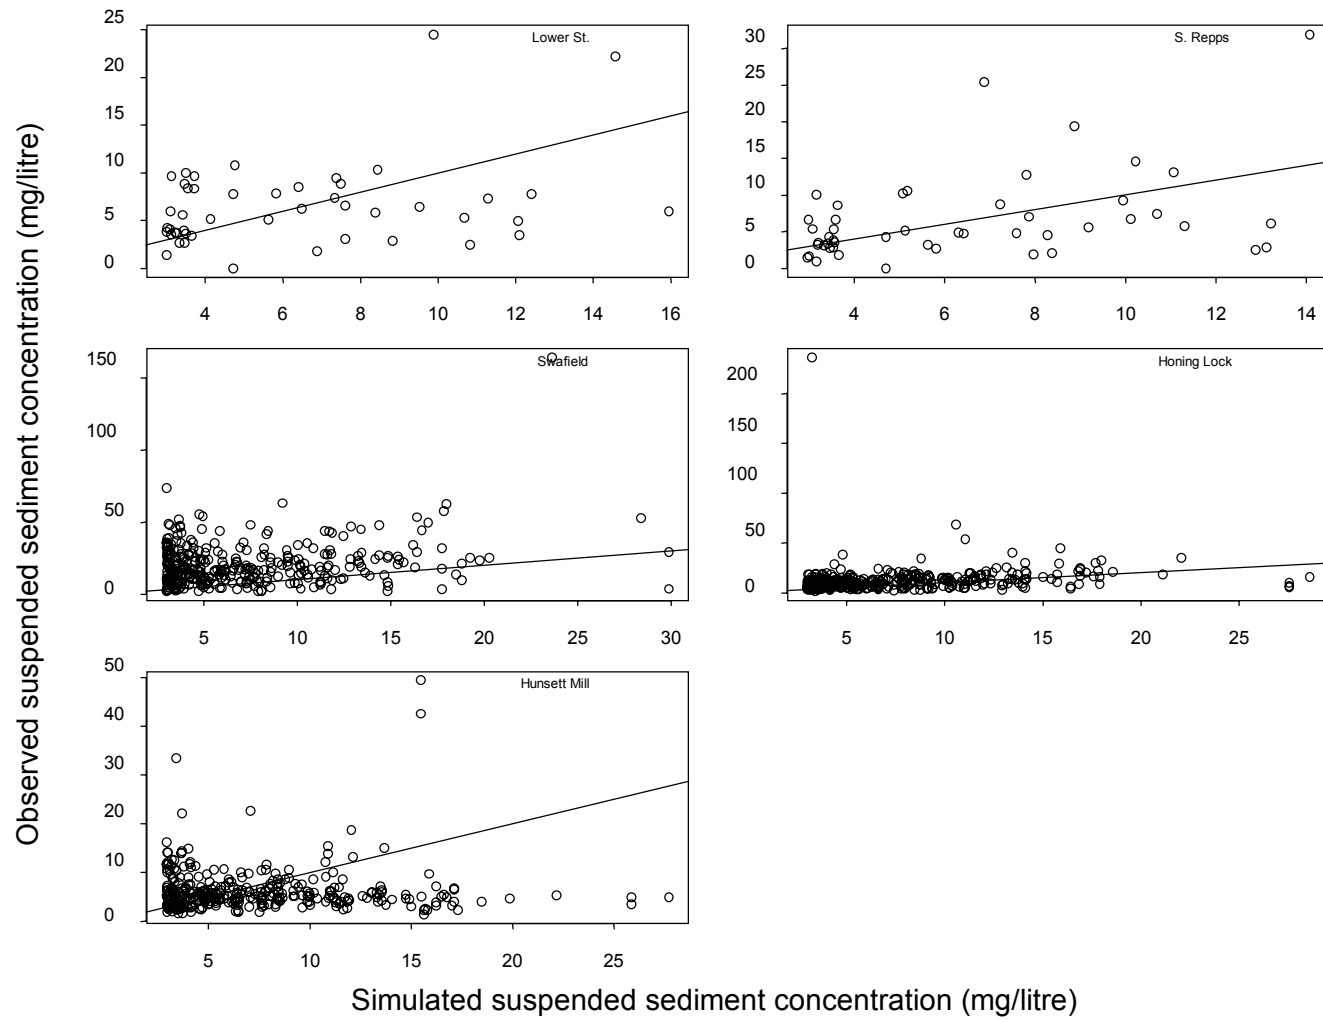 Observed suspended sediment concentration (mg/litre)
Lower St.
25
20
15
10
5
0
4 6 8 10 12 14 16
S. Repps
30
25
20
15
10
5
0
4 6 8 10 12 14
Swafield
150
100
50
0
5 10 15 20 25 30
Honing Lock
200
150
100
50
0
5 10 15 20 25
Hunsett Mill
50
40
30
20
10
0
5 10 15 20 25
Simulated suspended sediment concentration (mg/litre)